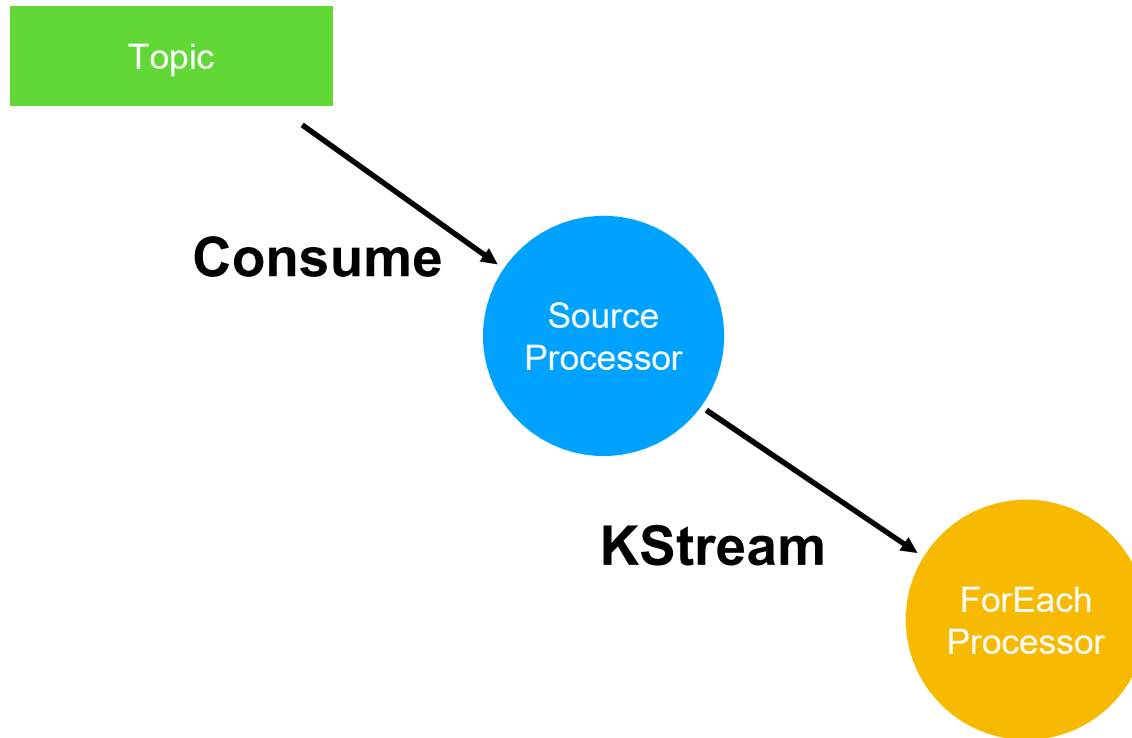 Topic
Consume
Source
Processor
KStream
ForEach
Processor